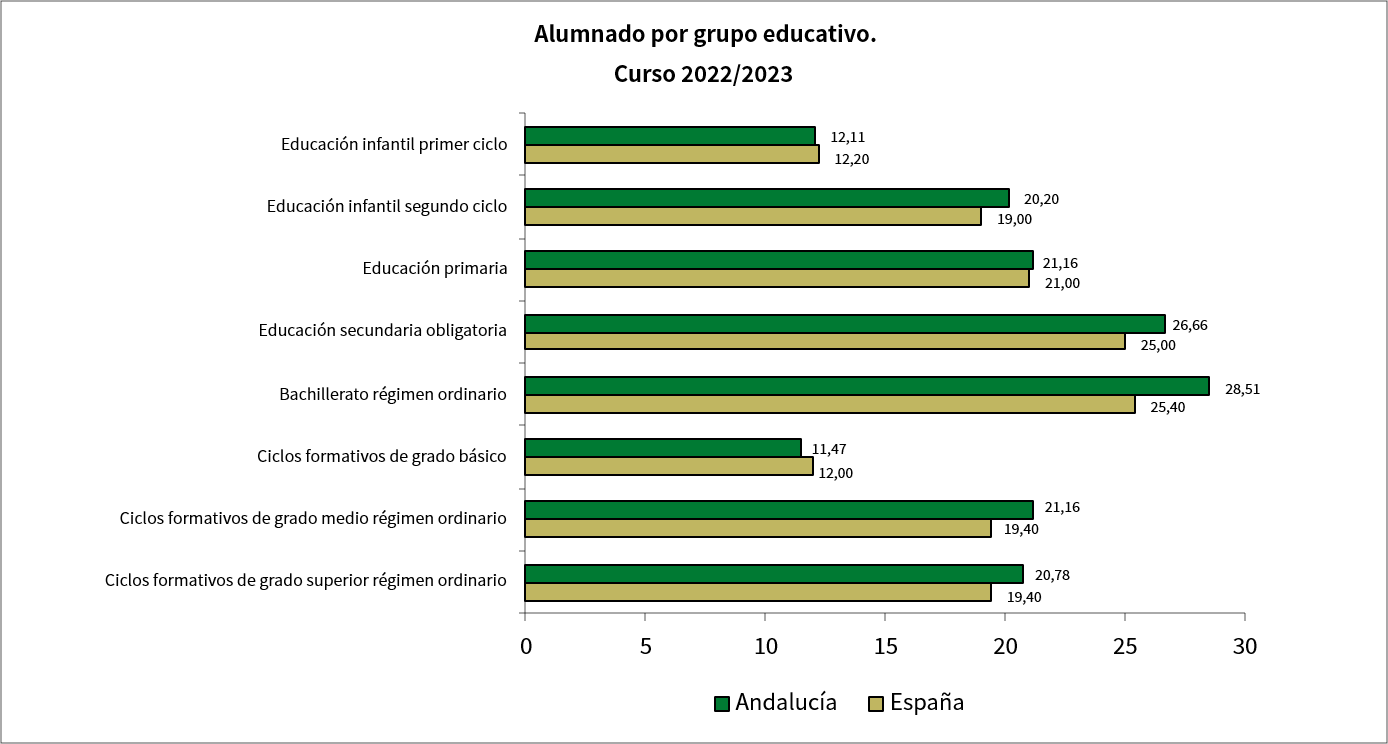 Alumnado por grupo educativo.
Curso 2022/2023
Educación infantil primer ciclo
12,11
12,20
Educación infantil segundo ciclo
20,20
19,00
Educación primaria
21,16
21,00
Educación secundaria obligatoria
26,66
25,00
Bachillerato régimen ordinario
28,51
25,40
Ciclos formativos de grado básico
11,47
12,00
Ciclos formativos de grado medio régimen ordinario
21,16
19,40
Ciclos formativos de grado superior régimen ordinario
20,78
19,40
0 5 10 15 20 25 30
Andalucía España